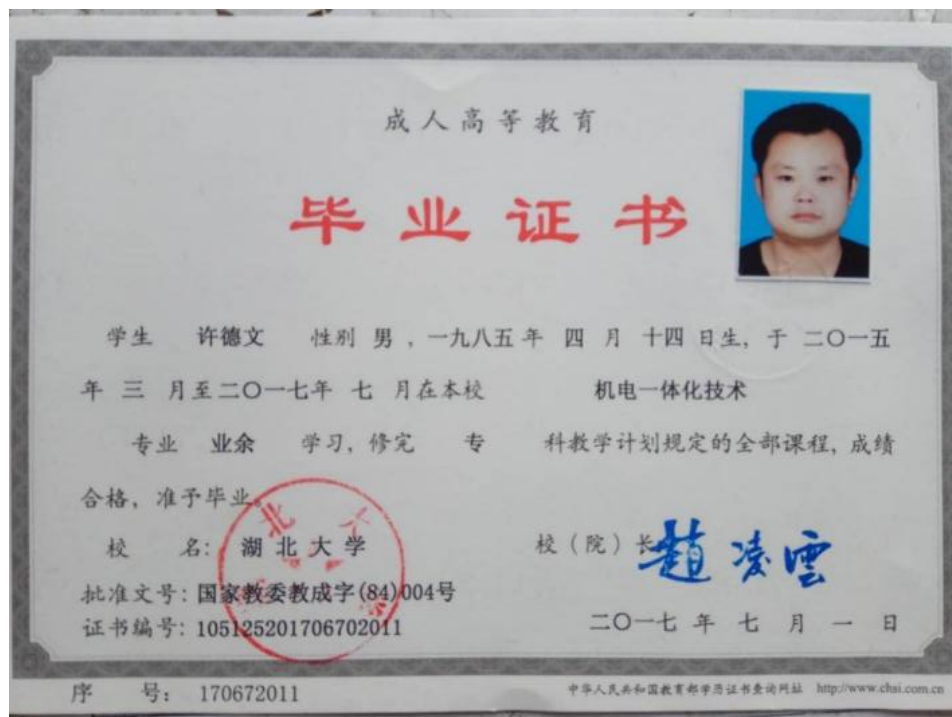 成人高等教育
毕业证书
学生 许德文 性别 男 ，一九八五 年 四 月 十四 日生，于 二〇一五
年 三 月至二〇一七年 七 月在本校 机电一体化技术
专业 业余 学习，修完 专 科教学计划规定的全部课程，成绩
合格，准予毕业。
校 名：湖北大学
校（院）长 趙凌雲
批准文号：国家教委教成字(84)004号
证书编号：105125201706702011
二〇一七 年 七 月 一 日
序 号： 170672011
中华人民共和国教育部学历证书查询网址 http://www.chsi.com.cn